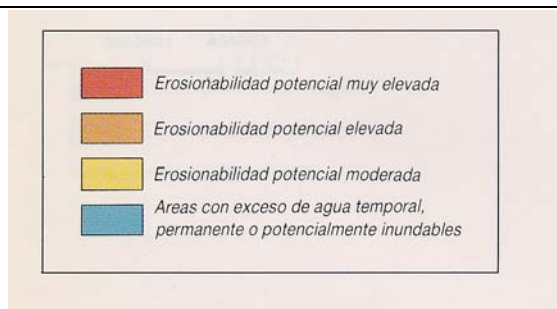 Erosionabilidad potencial muy elevada
Erosionabilidad potencial elevada
Erosionabilidad potencial moderada
Areas con exceso de agua temporal,
permanente o potencialmente inundables